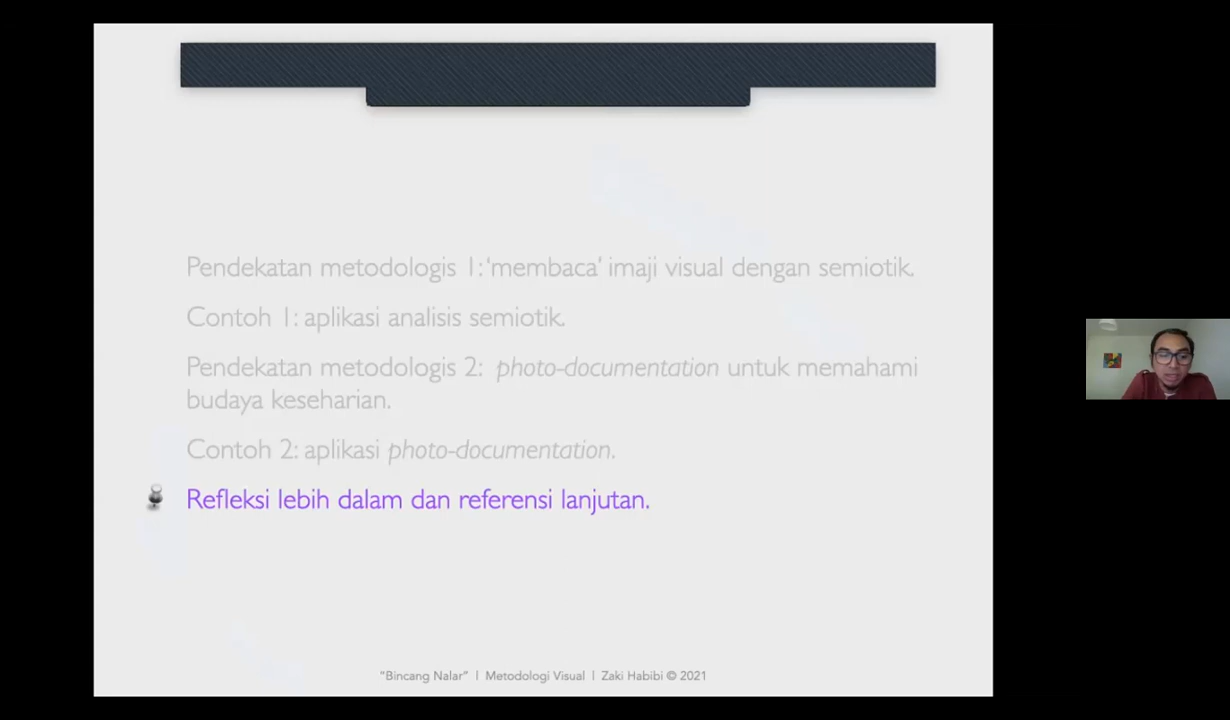 Pendekatan metodologis 1: ‘membaca’ imaji visual dengan semiotik.
Contoh 1: aplikasi analisis semiotik.
Pendekatan metodologis 2: photo-documentation untuk memahami
budaya keseharian.
Contoh 2: aplikasi photo-documentation.
Refleksi lebih dalam dan referensi lanjutan.
“Bincang Nalar” | Metodologi Visual | Zaki Habibi © 2021